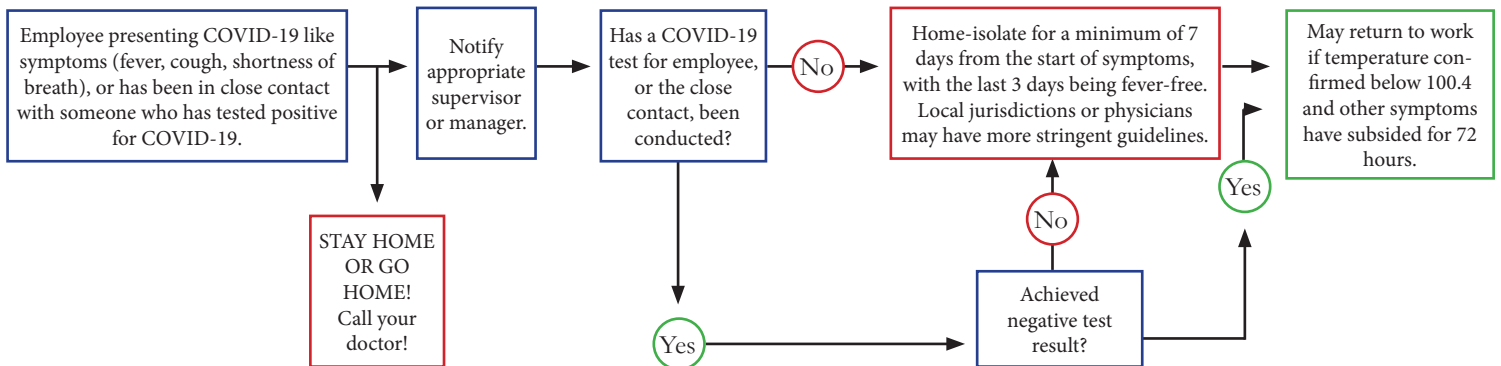 Employee presenting COVID-19 like
symptoms (fever, cough, shortness of
breath), or has been in close contact
with someone who has tested positive
for COVID-19.
Notify
appropriate
supervisor
or manager.
Has a COVID-19
test for employee,
or the close
contact, been
conducted?
No
Home-isolate for a minimum of 7
days from the start of symptoms,
with the last 3 days being fever-free.
Local jurisdictions or physicians
may have more stringent guidelines.
May return to work
if temperature con-
firmed below 100.4
and other symptoms
have subsided for 72
hours.
STAY HOME
OR GO
HOME!
Call your
doctor!
Yes
Achieved
negative test
result?
No
Yes